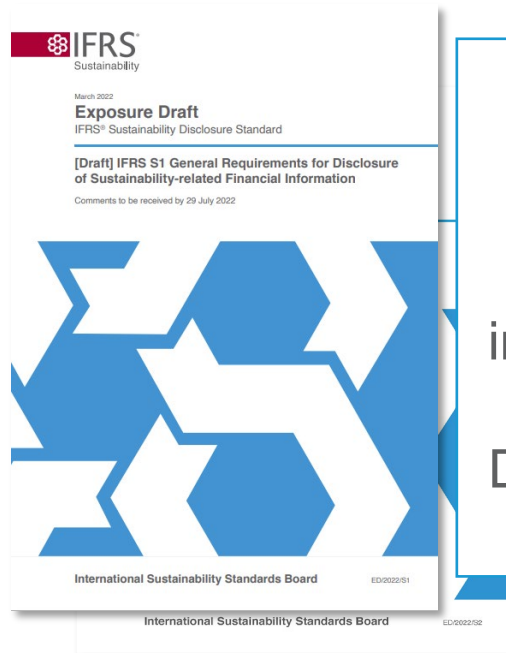 IFRS®
Sustainability
March 2022
Exposure Draft
IFRS® Sustainability Disclosure Standard
[Draft] IFRS S1 General Requirements for Disclosure
of Sustainability-related Financial Information
Comments to be received by 29 July 2022
International Sustainability Standards Board ED/2022/S1
International Sustainability Standards Board ED/2022/S2